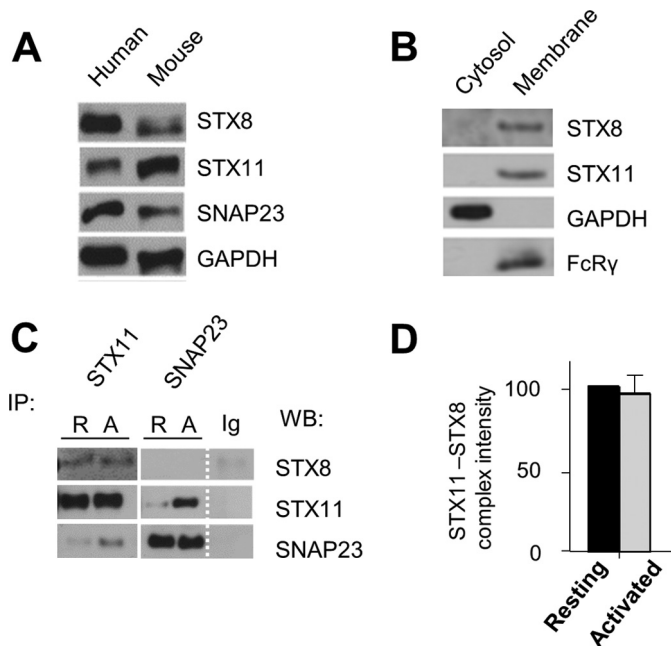 A
Human Mouse
STX8
STX11
SNAP23
GAPDH
B
Cytosol Membrane
STX8
STX11
GAPDH
FcRγ
C
STX11 SNAP23
IP:
R A R A Ig WB:
STX8
STX11
SNAP23
D
STX11–STX8
complex intensity
100
50
0
Resting
Activated